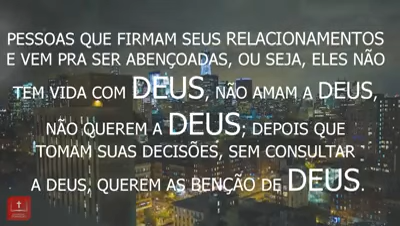 PESSOAS QUE FIRMAM SEUS RELACIONAMENTOS
E VEM PRA SER ABENÇOADAS, OU SEJA, ELES NÃO
TEM VIDA COM DEUS, NÃO AMAM A DEUS,
NÃO QUEREM A DEUS; DEPOIS QUE
TOMAM SUAS DECISÕES, SEM CONSULTAR
A DEUS, QUEREM AS BENÇÃO DE DEUS.